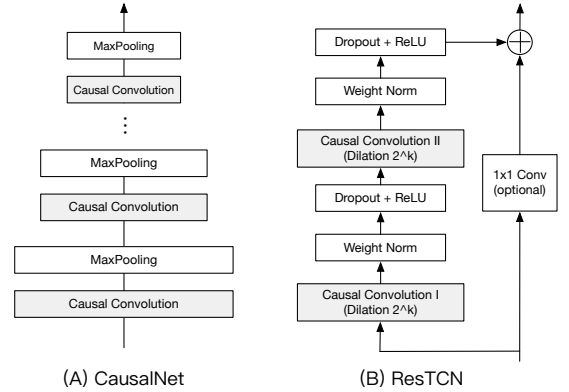 MaxPooling
Causal Convolution
MaxPooling
Causal Convolution
MaxPooling
Causal Convolution
(A) CausalNet
Dropout + ReLU
Weight Norm
Causal Convolution II
(Dilation 2^k)
Dropout + ReLU
Weight Norm
Causal Convolution I
(Dilation 2^k)
1x1 Conv
(optional)
(B) ResTCN